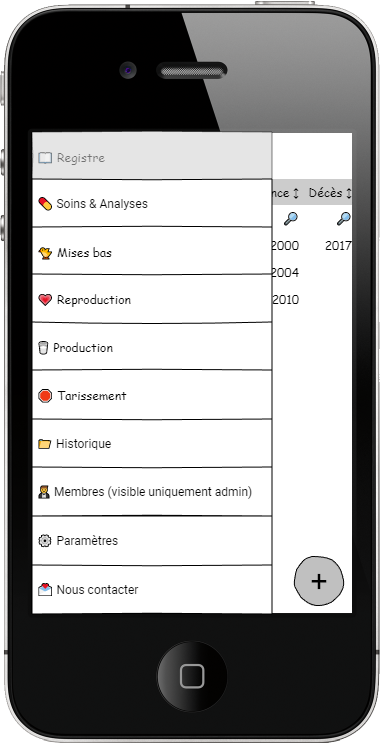 Registre
nce Décès
Soins & Analyses
2000 2017
Mises bas
2004
Reproduction
2010
Production
Tarissement
Historique
Membres (visible uniquement admin)
Paramètres
+
Nous contacter